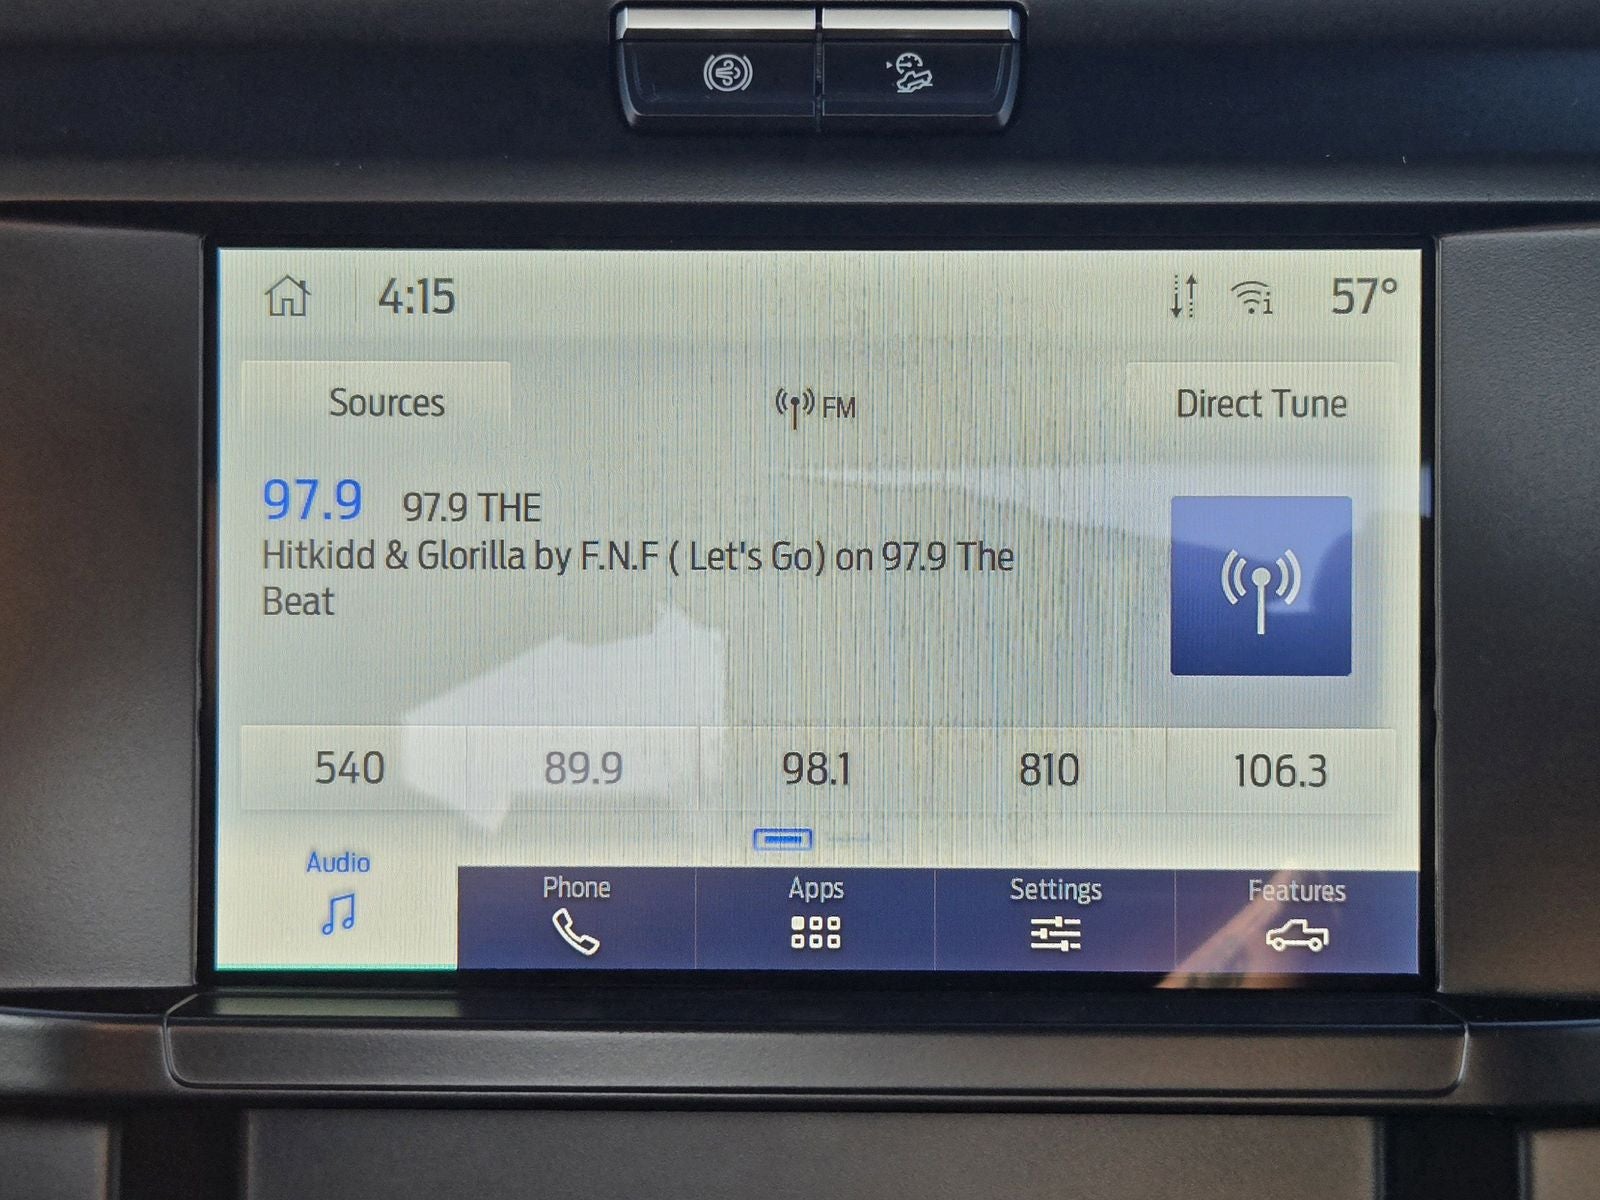 4:15
57°
Sources
FM
Direct Tune
97.9 97.9 THE
Hitkidd & Glorilla by F.N.F ( Let's Go) on 97.9 The
Beat
540 89.9 98.1 810 106.3
Audio Phone Apps Settings Features